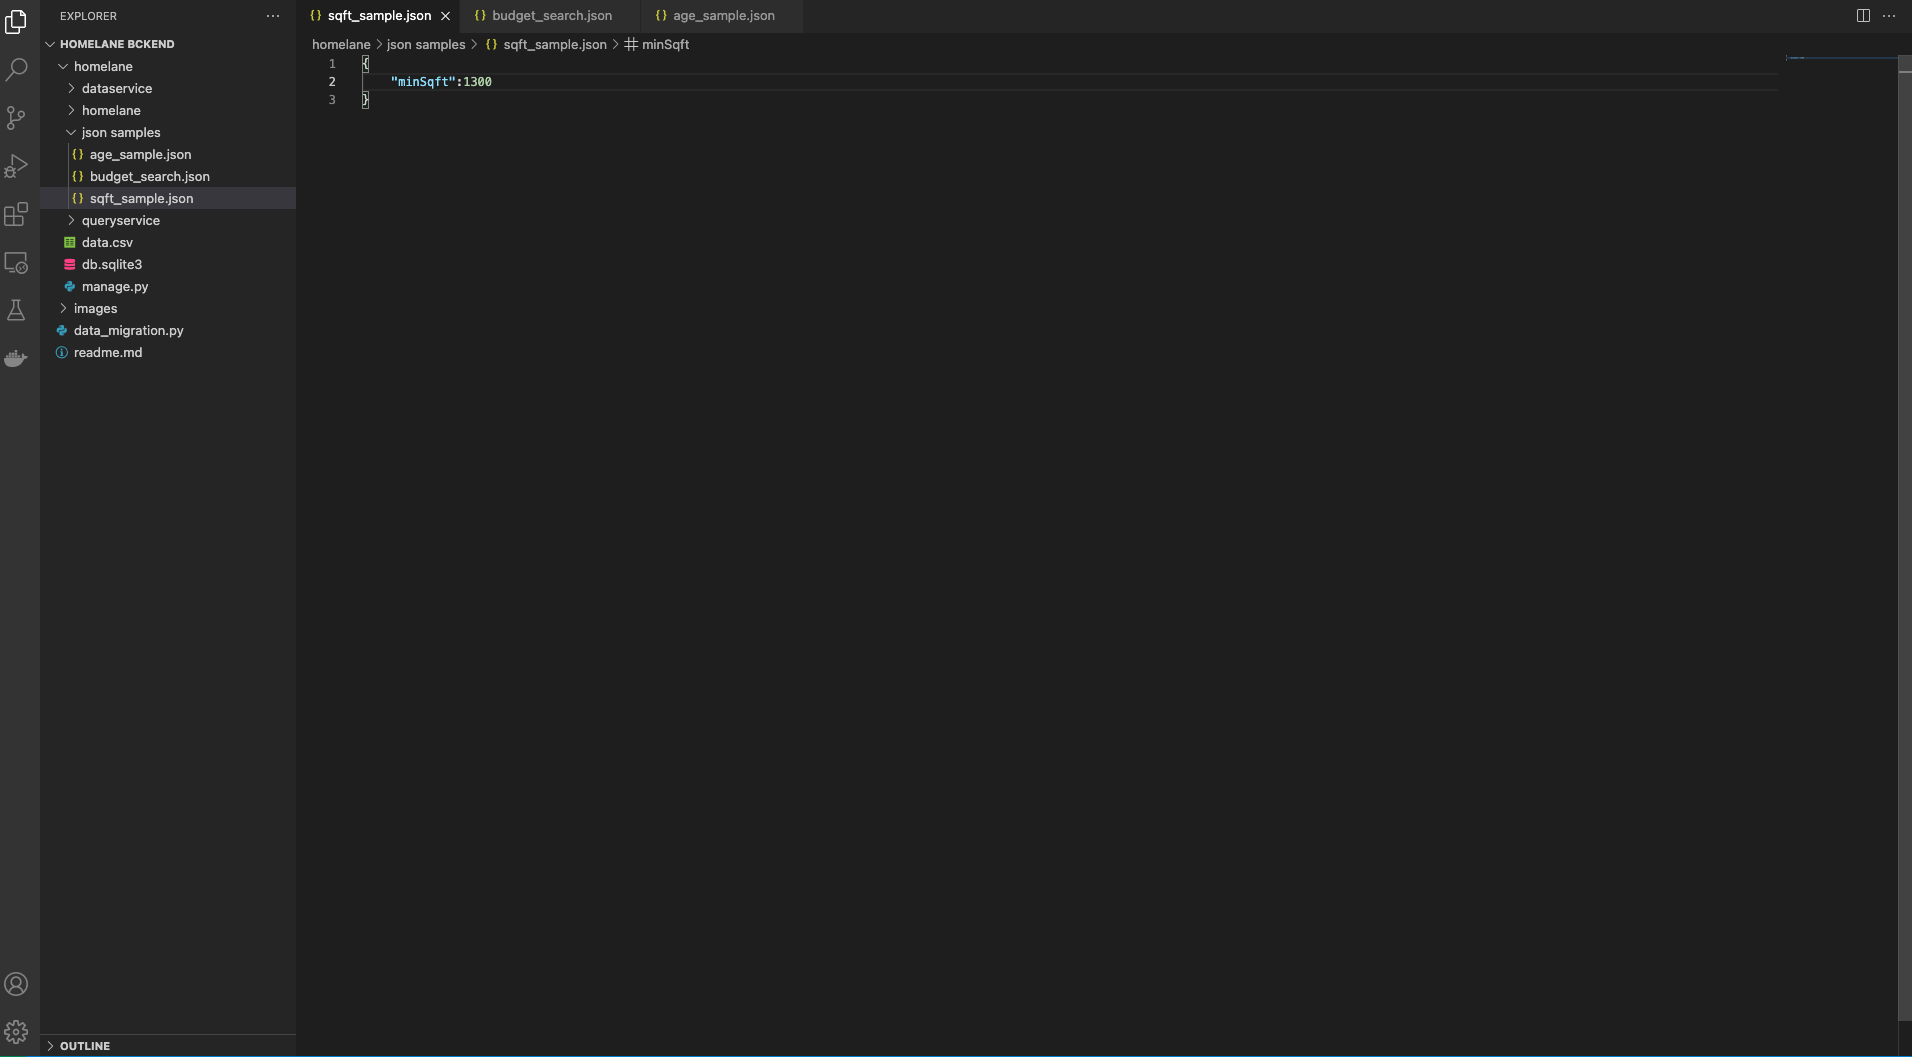 EXPLORER
HOMELANE BCKEND
homelane
dataservice
homelane
json samples
age_sample.json
budget_search.json
sqft_sample.json
queryservice
data.csv
db.sqlite3
manage.py
images
data_migration.py
readme.md
OUTLINE
{} sqft_sample.json {} budget_search.json {} age_sample.json
homelane > json samples > {} sqft_sample.json > # minSqft
1 {
2 "minSqft":1300
3 }